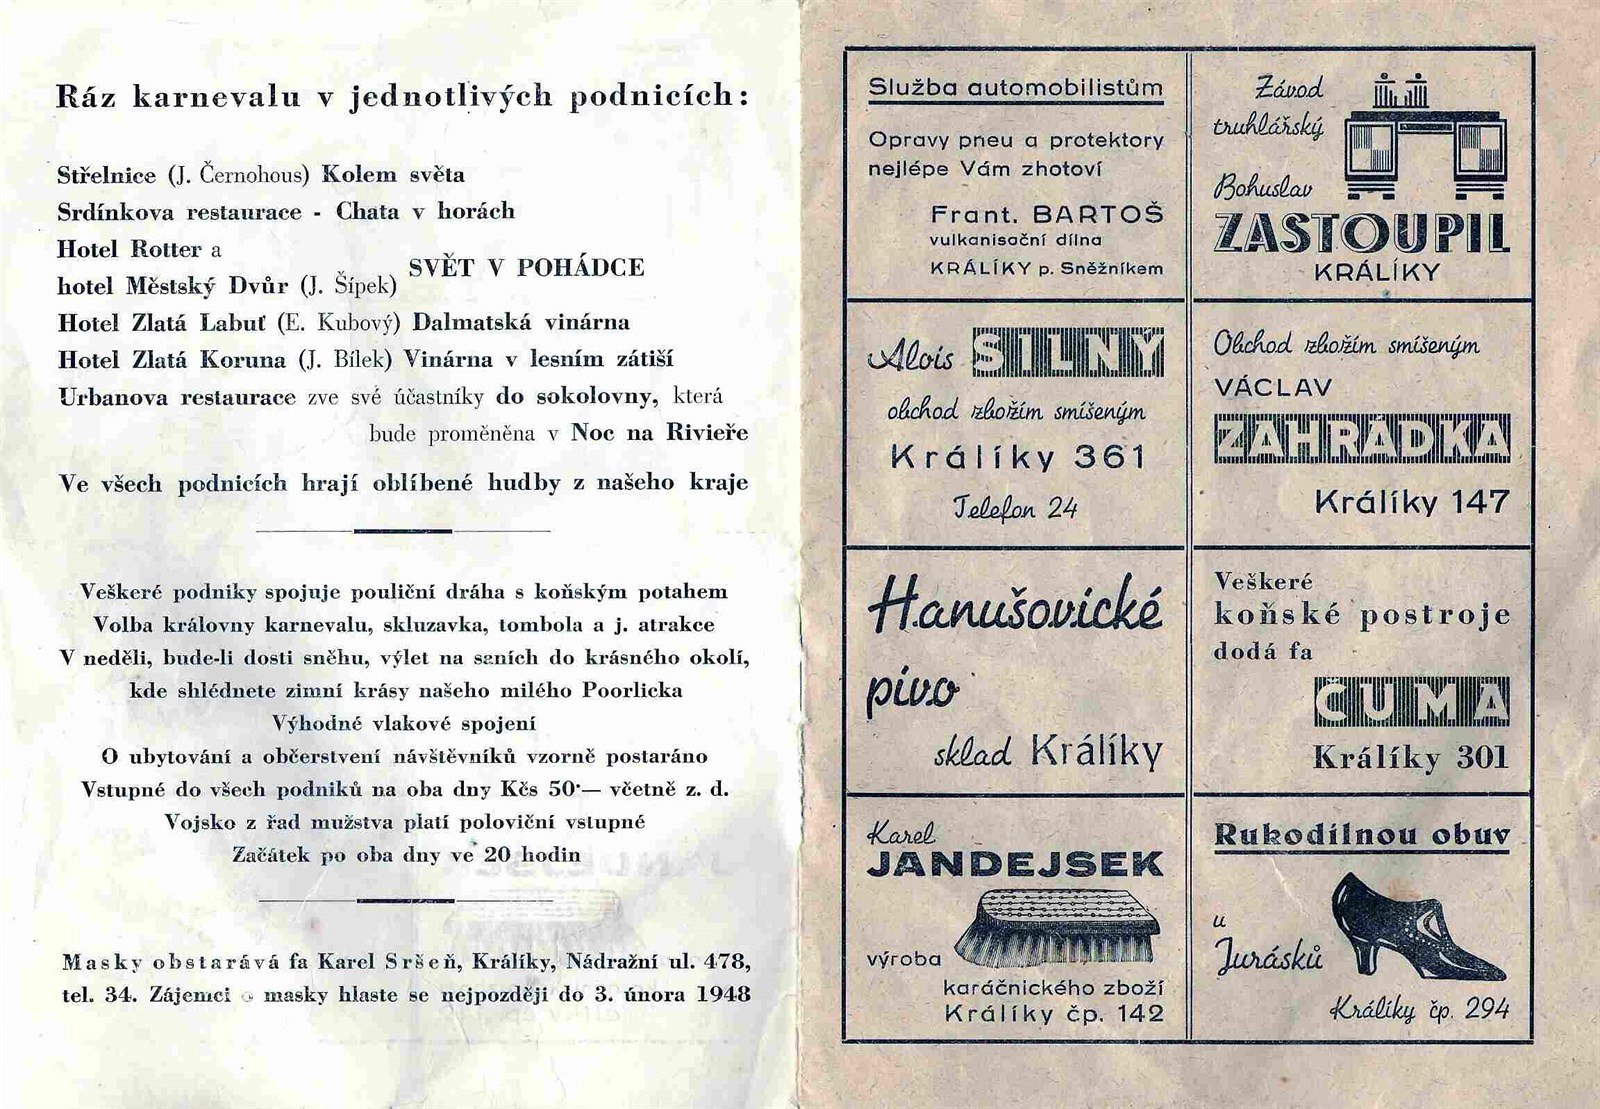 Ráz karnevalu v jednotlivých podnicích:
Střelnice (J. Černohous) Kolem světa
Srdínkova restaurace - Chata v horách
Hotel Rotter a
hotel Městský Dvůr (J. Šípek)
SVĚT V POHÁDCE
Hotel Zlatá Labuť (E. Kubový) Dalmatská vinárna
Hotel Zlatá Koruna (J. Bílek) Vinárna v lesním zátiší
Urbanova restaurace zve své účastníky do sokolovny, která
bude proměněna v Noc na Rivieře
Ve všech podnicích hrají oblíbené hudby z našeho kraje
Veškeré podniky spojuje pouliční dráha s koňským potahem
Volba královny karnevalu, skluzavka, tombola a j. atrakce
V neděli, bude-li dosti sněhu, výlet na saních do krásného okolí,
kde shlédnete zimní krásy našeho milého Poorlicka
Výhodné vlakové spojení
O ubytování a občerstvení návštěvníků vzorně postaráno
Vstupné do všech podniků na oba dny Kčs 50·— včetně z. d.
Vojsko z řad mužstva platí poloviční vstupné
Začátek po oba dny ve 20 hodin
Masky obstarává fa Karel Sršeň, Králíky, Nádražní ul. 478,
tel. 34. Zájemci o masky hlaste se nejpozději do 3. února 1948
Služba automobilistům
Opravy pneu a protektory
nejlépe Vám zhotoví
Frant. BARTOŠ
vulkanisační dílna
KRÁLÍKY p. Sněžníkem
Závod
truhlářský
Bohuslav
ZASTOUPIL
KRÁLÍKY
Alois SILNÝ
obchod zbožím smíšeným
Králíky 361
Telefon 24
Obchod zbožím smíšeným
VÁCLAV
ZAHRÁDKA
Králíky 147
Hanušovické
pivo
sklad Králíky
Veškeré
koňské postroje
dodá fa
ČUMA
Králíky 301
Karel
JANDEJSEK
výroba
karáčnického zboží
Králíky čp. 142
Rukodílnou obuv
u
Jurásků
Králíky čp. 294